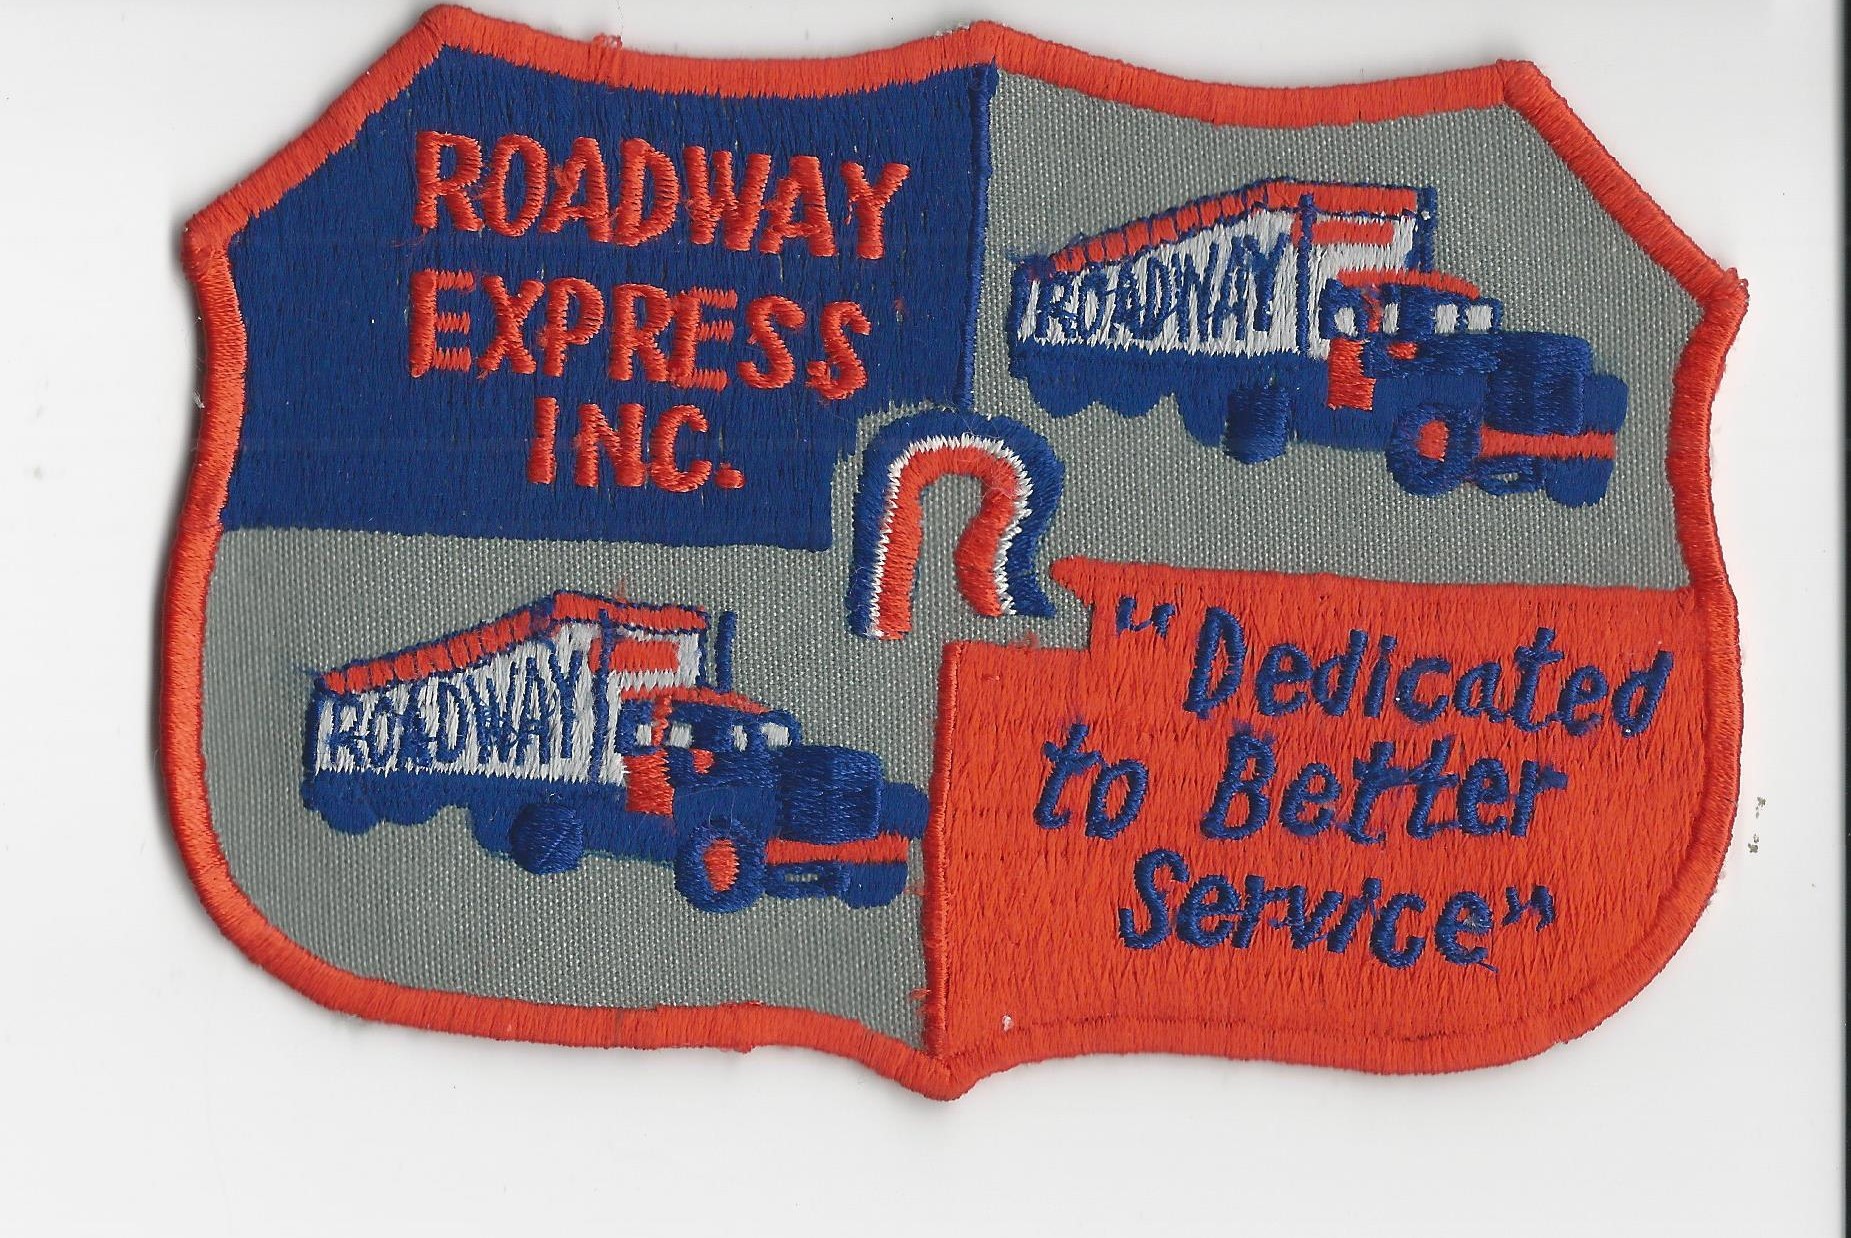 ROADWAY
EXPRESS
INC.
ROADWAY
ROADWAY
"Dedicated
to Better
Service"